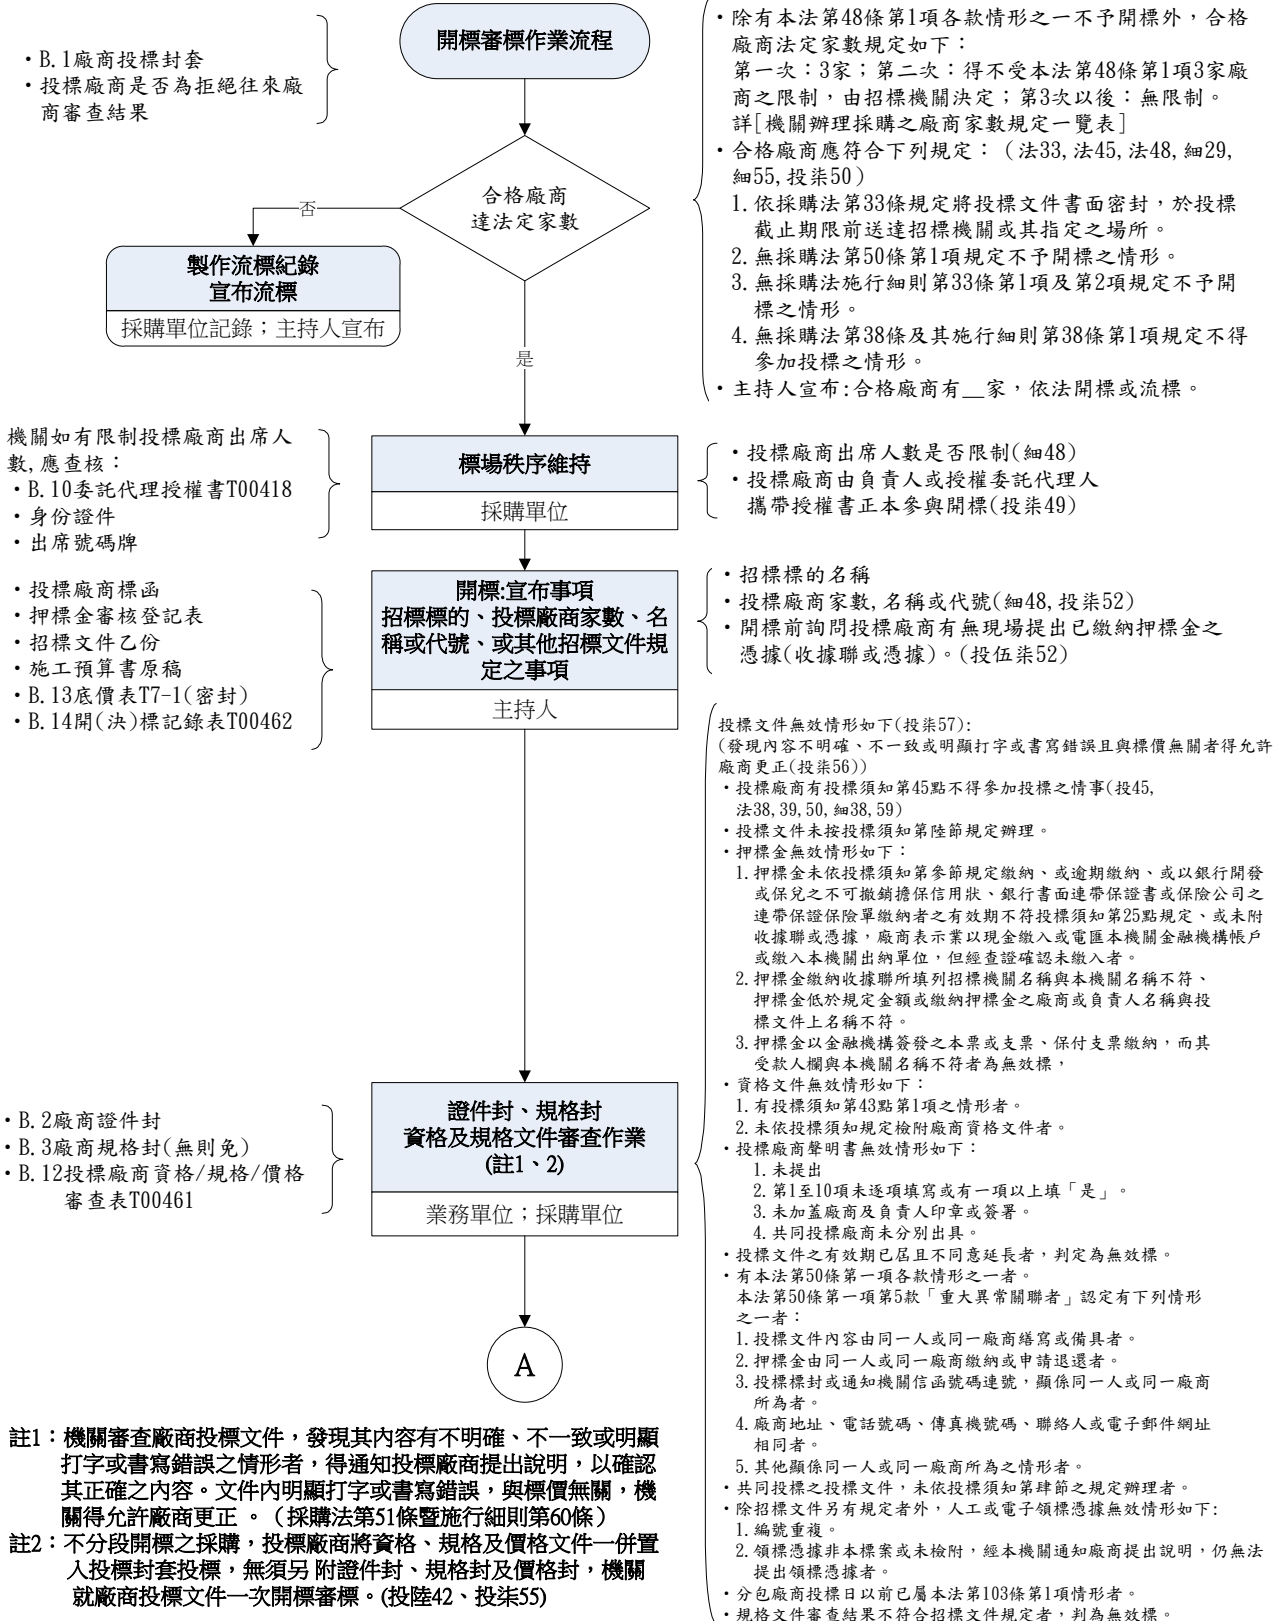 開標審標作業流程
・B.1廠商投標封套
・投標廠商是否為拒絕往來廠
商審查結果
・除有本法第48條第1項各款情形之一不予開標外，合格
廠商法定家數規定如下：
第一次：3家；第二次：得不受本法第48條第1項3家廠
商之限制，由招標機關決定；第3次以後：無限制。
詳[機關辦理採購之廠商家數規定一覽表]
・合格廠商應符合下列規定：（法33,法45,法48,細29,
細55,投柒50）
1.依採購法第33條規定將投標文件書面密封，於投標
截止期限前送達招標機關或其指定之場所。
2.無採購法第50條第1項規定不予開標之情形。
3.無採購法施行細則第33條第1項及第2項規定不予開
標之情形。
4.無採購法第38條及其施行細則第38條第1項規定不得
參加投標之情形。
・主持人宣布:合格廠商有__家，依法開標或流標。
合格廠商
達法定家數
否
製作流標紀錄
宣布流標
採購單位記錄；主持人宣布
是
機關如有限制投標廠商出席人
數,應查核：
・B.10委託代理授權書T00418
・身份證件
・出席號碼牌
標場秩序維持
採購單位
・投標廠商出席人數是否限制(細48)
・投標廠商由負責人或授權委託代理人
攜帶授權書正本參與開標(投柒49)
・投標廠商標函
・押標金審核登記表
・招標文件乙份
・施工預算書原稿
・B.13底價表T7-1(密封)
・B.14開(決)標記錄表T00462
開標:宣布事項
招標標的、投標廠商家數、名
稱或代號、或其他招標文件規
定之事項
主持人
・招標標的名稱
・投標廠商家數,名稱或代號(細48,投柒52)
・開標前詢問投標廠商有無現場提出已繳納押標金之
憑據(收據聯或憑據)。(投伍柒52)
投標文件無效情形如下(投柒57):
(發現內容不明確、不一致或明顯打字或書寫錯誤且與標價無關者得允許
廠商更正(投柒56))
・投標廠商有投標須知第45點不得參加投標之情事(投45,
法38,39,50,細38,59)
・投標文件未按投標須知第陸節規定辦理。
・押標金無效情形如下：
1.押標金未依投標須知第參節規定繳納、或逾期繳納、或以銀行開發
或保兌之不可撤銷擔保信用狀、銀行書面連帶保證書或保險公司之
連帶保證保險單繳納者之有效期不符投標須知第25點規定、或未附
收據聯或憑據，廠商表示業以現金繳入或電匯本機關金融機構帳戶
或繳入本機關出納單位，但經查證確認未繳入者。
2.押標金繳納收據聯所填列招標機關名稱與本機關名稱不符、
押標金低於規定金額或繳納押標金之廠商或負責人名稱與投
標文件上名稱不符。
3.押標金以金融機構簽發之本票或支票、保付支票繳納，而其
受款人欄與本機關名稱不符者為無效標，
・資格文件無效情形如下：
1.有投標須知第43點第1項之情形者。
2.未依投標須知規定檢附廠商資格文件者。
・投標廠商聲明書無效情形如下：
1.未提出
2.第1至10項未逐項填寫或有一項以上填「是」。
3.未加蓋廠商及負責人印章或簽署。
4.共同投標廠商未分別出具。
・投標文件之有效期已屆且不同意延長者，判定為無效標。
・有本法第50條第一項各款情形之一者。
本法第50條第一項第5款「重大異常關聯者」認定有下列情形
之一者：
1.投標文件內容由同一人或同一廠商繕寫或備具者。
2.押標金由同一人或同一廠商繳納或申請退還者。
3.投標標封或通知機關信函號碼連號，顯係同一人或同一廠商
所為者。
4.廠商地址、電話號碼、傳真機號碼、聯絡人或電子郵件網址
相同者。
5.其他顯係同一人或同一廠商所為之情形者。
・共同投標之投標文件，未依投標須知第肆節之規定辦理者。
・除招標文件另有規定者外，人工或電子領標憑據無效情形如下:
1.編號重複。
2.領標憑據非本標案或未檢附，經本機關通知廠商提出說明，仍無法
提出領標憑據者。
・分包廠商投標日以前已屬本法第103條第1項情形者。
・規格文件審查結果不符合招標文件規定者，判為無效標。
・B.2廠商證件封
・B.3廠商規格封(無則免)
・B.12投標廠商資格/規格/價格
審查表T00461
證件封、規格封
資格及規格文件審查作業
(註1、2)
業務單位；採購單位
A
註1：機關審查廠商投標文件，發現其內容有不明確、不一致或明顯
打字或書寫錯誤之情形者，得通知投標廠商提出說明，以確認
其正確之內容。文件內明顯打字或書寫錯誤，與標價無關，機
關得允許廠商更正 。（採購法第51條暨施行細則第60條）
註2：不分段開標之採購，投標廠商將資格、規格及價格文件一併置
入投標封套投標，無須另 附證件封、規格封及價格封，機關
就廠商投標文件一次開標審標。(投陸42、投柒55)